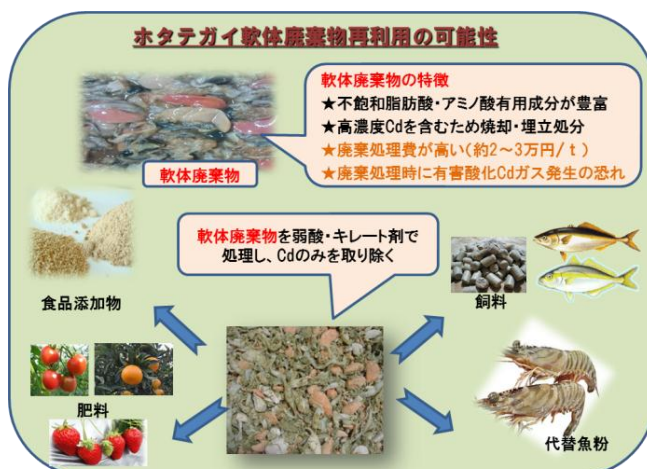 ホタテガイ軟体廃棄物再利用の可能性
軟体廃棄物の特徴
★不飽和脂肪酸・アミノ酸有用成分が豊富
★高濃度Cdを含むため焼却・埋立処分
★廃棄処理費が高い(約2～3万円/ｔ)
★廃棄処理時に有害酸化Cdガス発生の恐れ
軟体廃棄物
軟体廃棄物を弱酸・キレート剤で
処理し、Cdのみを取り除く
食品添加物
飼料
肥料
代替魚粉